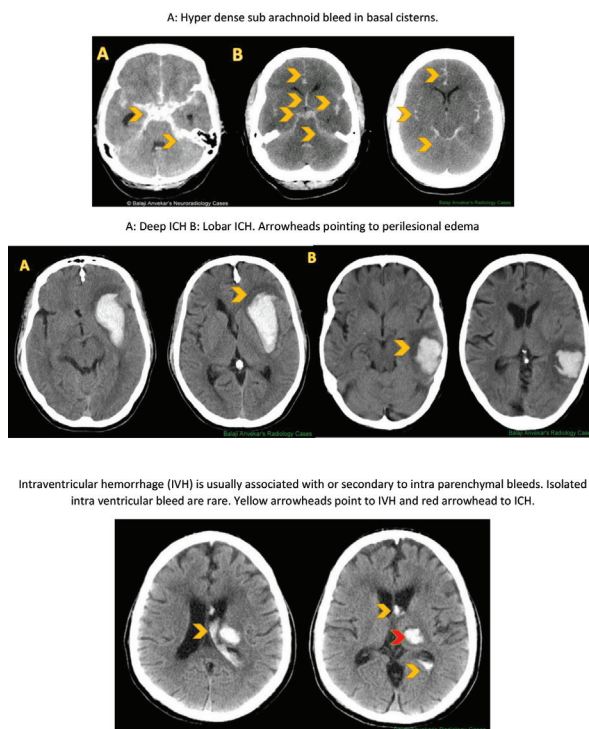 A: Hyper dense sub arachnoid bleed in basal cisterns.
A
B
© Balaji Anvekar's Neuroradiology Cases
Balaji Anvekar's Radiology Cases
A: Deep ICH B: Lobar ICH. Arrowheads pointing to perilesional edema
A
B
Balaji Anvekar's Radiology Cases
Balaji Anvekar's Radiology Cases
Intraventricular hemorrhage (IVH) is usually associated with or secondary to intra parenchymal bleeds. Isolated
intra ventricular bleed are rare. Yellow arrowheads point to IVH and red arrowhead to ICH.